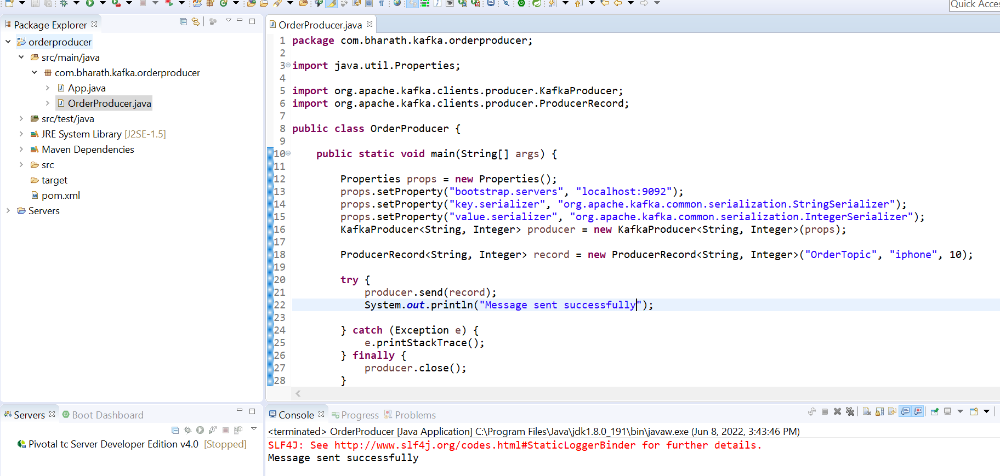 Quick Acces
Package Explorer
orderproducer
src/main/java
com.bharath.kafka.orderproducer
App.java
OrderProducer.java
src/test/java
JRE System Library [J2SE-1.5]
Maven Dependencies
src
target
pom.xml
Servers
OrderProducer.java
1 package com.bharath.kafka.orderproducer;
2
3 import java.util.Properties;
4
5 import org.apache.kafka.clients.producer.KafkaProducer;
6 import org.apache.kafka.clients.producer.ProducerRecord;
7
8 public class OrderProducer {
9
10 public static void main(String[] args) {
11
12 Properties props = new Properties();
13 props.setProperty("bootstrap.servers", "localhost:9092");
14 props.setProperty("key.serializer", "org.apache.kafka.common.serialization.StringSerializer");
15 props.setProperty("value.serializer", "org.apache.kafka.common.serialization.IntegerSerializer");
16 KafkaProducer<String, Integer> producer = new KafkaProducer<String, Integer>(props);
17
18 ProducerRecord<String, Integer> record = new ProducerRecord<String, Integer>("OrderTopic", "iphone", 10);
19
20 try {
21 producer.send(record);
22 System.out.println("Message sent successfully");
23
24 } catch (Exception e) {
25 e.printStackTrace();
26 } finally {
27 producer.close();
28 }
Servers
Boot Dashboard
Pivotal tc Server Developer Edition v4.0 [Stopped]
Console
Progress
Problems
<terminated> OrderProducer [Java Application] C:\Program Files\Java\jdk1.8.0_191\bin\javaw.exe (Jun 8, 2022, 3:43:46 PM)
SLF4J: See http://www.slf4j.org/codes.html#StaticLoggerBinder for further details.
Message sent successfully